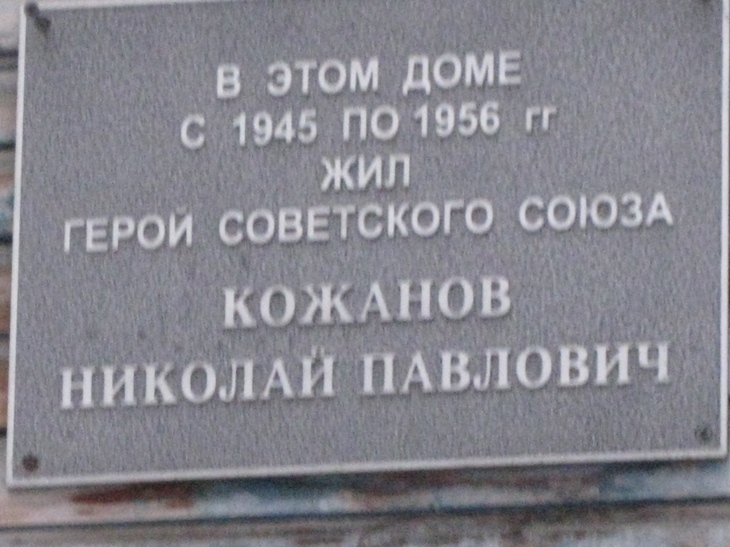 В ЭТОМ ДОМЕ
С 1945 ПО 1956 гг
ЖИЛ
ГЕРОЙ СОВЕТСКОГО СОЮЗА
КОЖАНОВ
НИКОЛАЙ ПАВЛОВИЧ